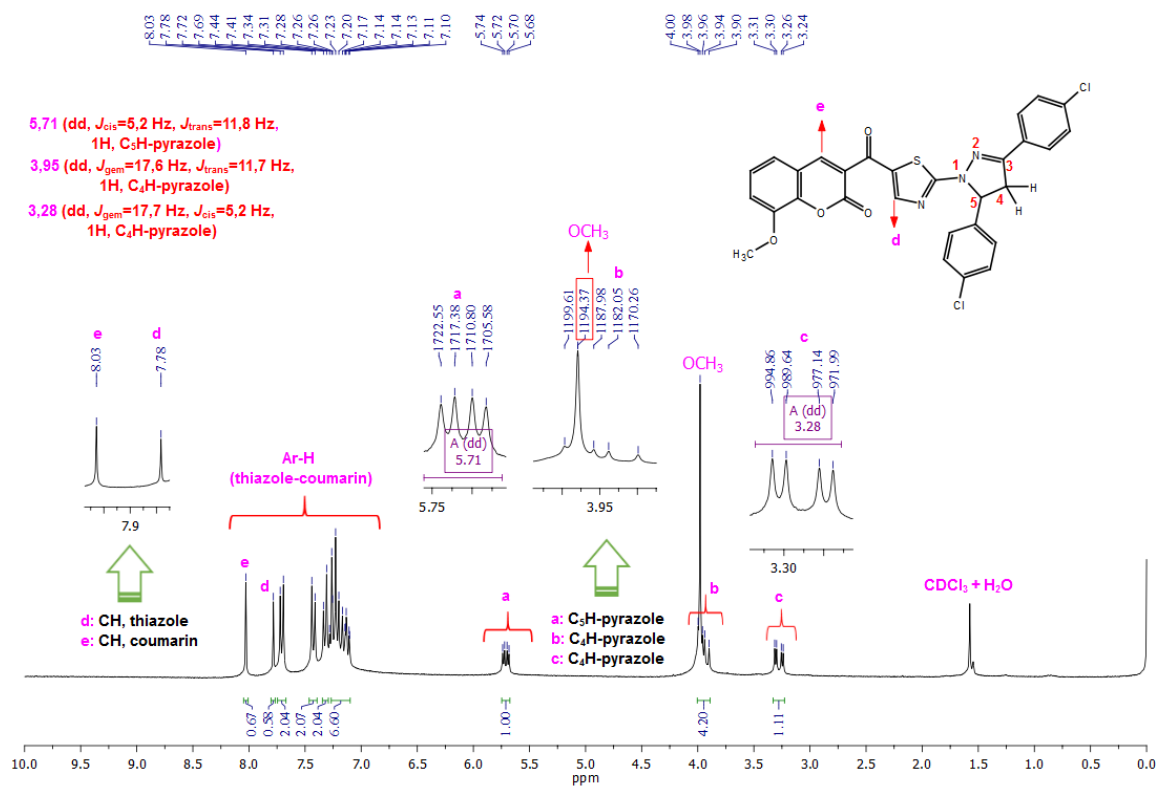 8.03 7.78 7.72 7.69 7.44 7.41 7.34 7.31 7.28 7.26 7.26 7.23 7.20 7.17 7.14 7.14 7.13 7.11 7.10
5.74 5.72 5.70 5.68
4.00 3.98 3.96 3.94 3.90 3.31 3.30 3.26 3.24
5,71 (dd, Jcis=5,2 Hz, Jtrans=11,8 Hz,
1H, C₅H-pyrazole)
3,95 (dd, Jgem=17,6 Hz, Jtrans=11,7 Hz,
1H, C₄H-pyrazole)
3,28 (dd, Jgem=17,7 Hz, Jcis=5,2 Hz,
1H, C₄H-pyrazole)
Cl
e
O
O
S
N
1
N
N
2
3
4
5
H
H
O
O
d
H₃C
Cl
e
8.03
d
7.78
7.9
a
1722.55
1717.38
1710.80
1705.58
A (dd)
5.71
5.75
OCH₃
b
1199.61
1194.37
1187.98
1182.05
1170.26
3.95
OCH₃
c
994.86
989.64
977.14
971.99
A (dd)
3.28
3.30
Ar-H
(thiazole-coumarin)
e
d
d: CH, thiazole
e: CH, coumarin
a
a: C₅H-pyrazole
b: C₄H-pyrazole
c: C₄H-pyrazole
b
c
CDCl₃ + H₂O
0.67 0.58 2.04 2.07 2.04 6.60 1.00 4.20 1.11
10.0 9.5 9.0 8.5 8.0 7.5 7.0 6.5 6.0 5.5 5.0 4.5 4.0 3.5 3.0 2.5 2.0 1.5 1.0 0.5 0.0
ppm